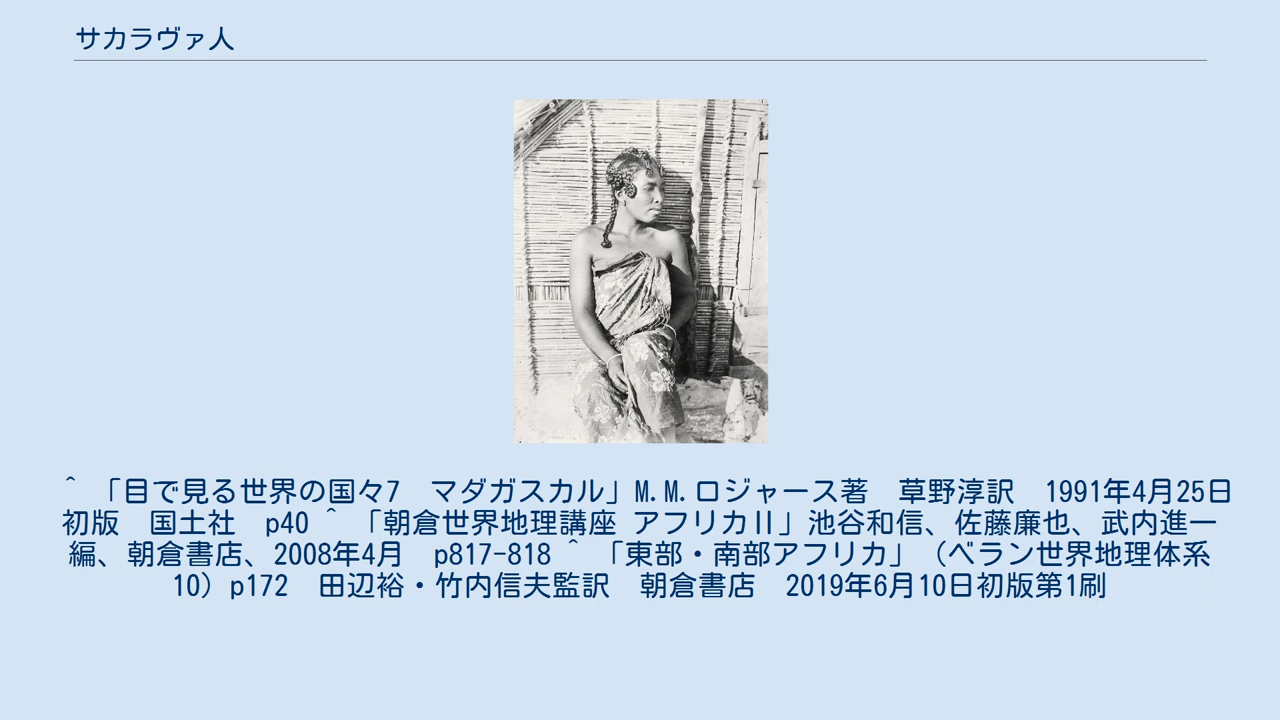 サカラヴァ人
^ 「目で見る世界の国々7　マダガスカル」M.M.ロジャース著　草野淳訳　1991年4月25日
初版　国土社　p40 ^ 「朝倉世界地理講座 アフリカⅡ」池谷和信、佐藤廉也、武内進一
編、朝倉書店、2008年4月　p817-818 ^ 「東部・南部アフリカ」（ベラン世界地理体系
10）p172　田辺裕・竹内信夫監訳　朝倉書店　2019年6月10日初版第1刷